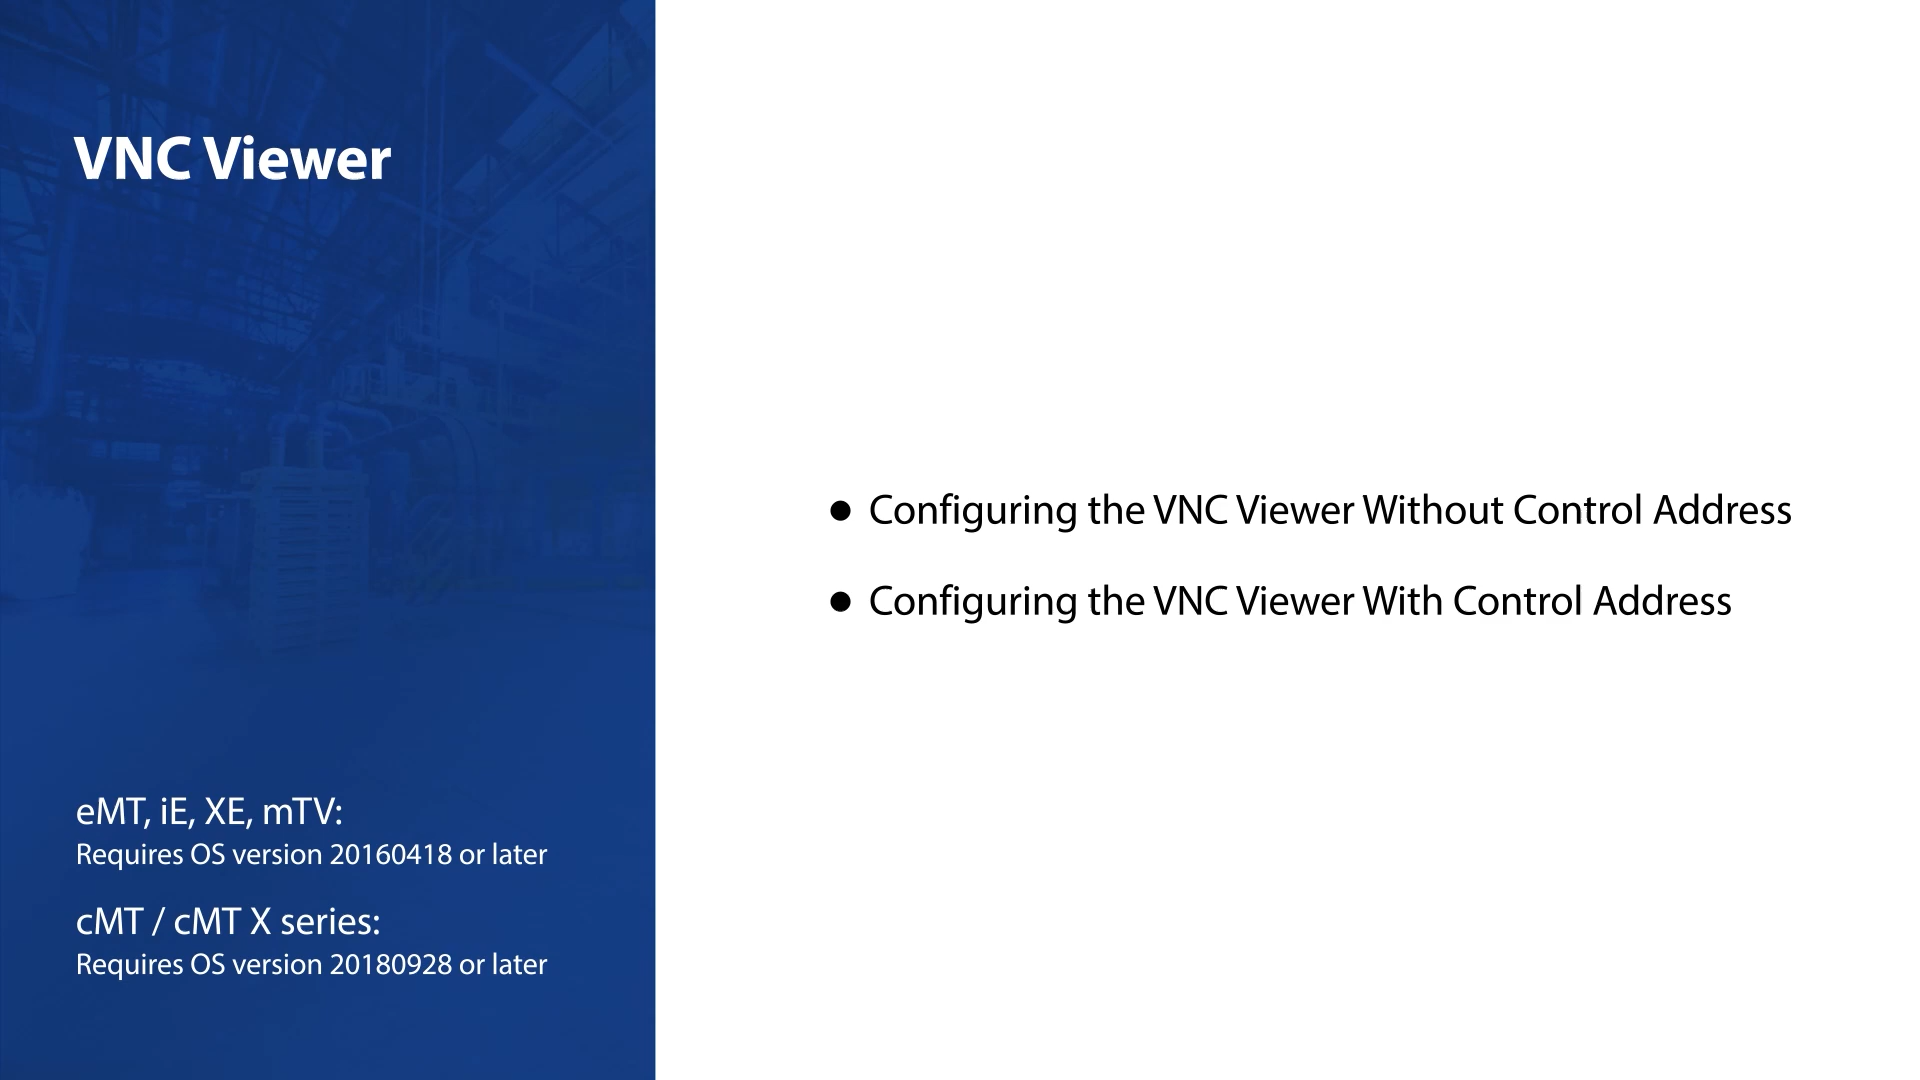 VNC Viewer
eMT, iE, XE, mTV:
Requires OS version 20160418 or later
cMT / cMT X series:
Requires OS version 20180928 or later
● Configuring the VNC Viewer Without Control Address
● Configuring the VNC Viewer With Control Address